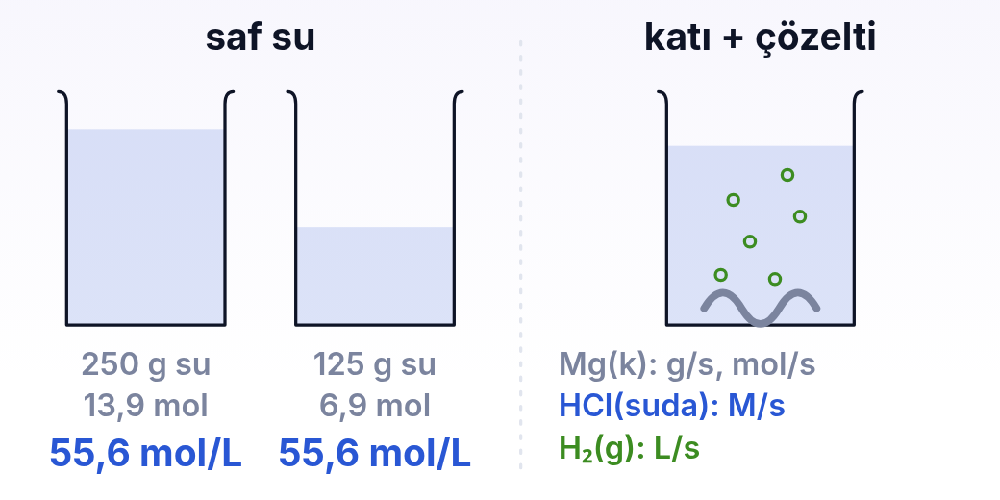 saf su
250 g su
13,9 mol
55,6 mol/L
125 g su
6,9 mol
55,6 mol/L
katı + çözelti
Mg(k): g/s, mol/s
HCl(suda): M/s
H₂(g): L/s